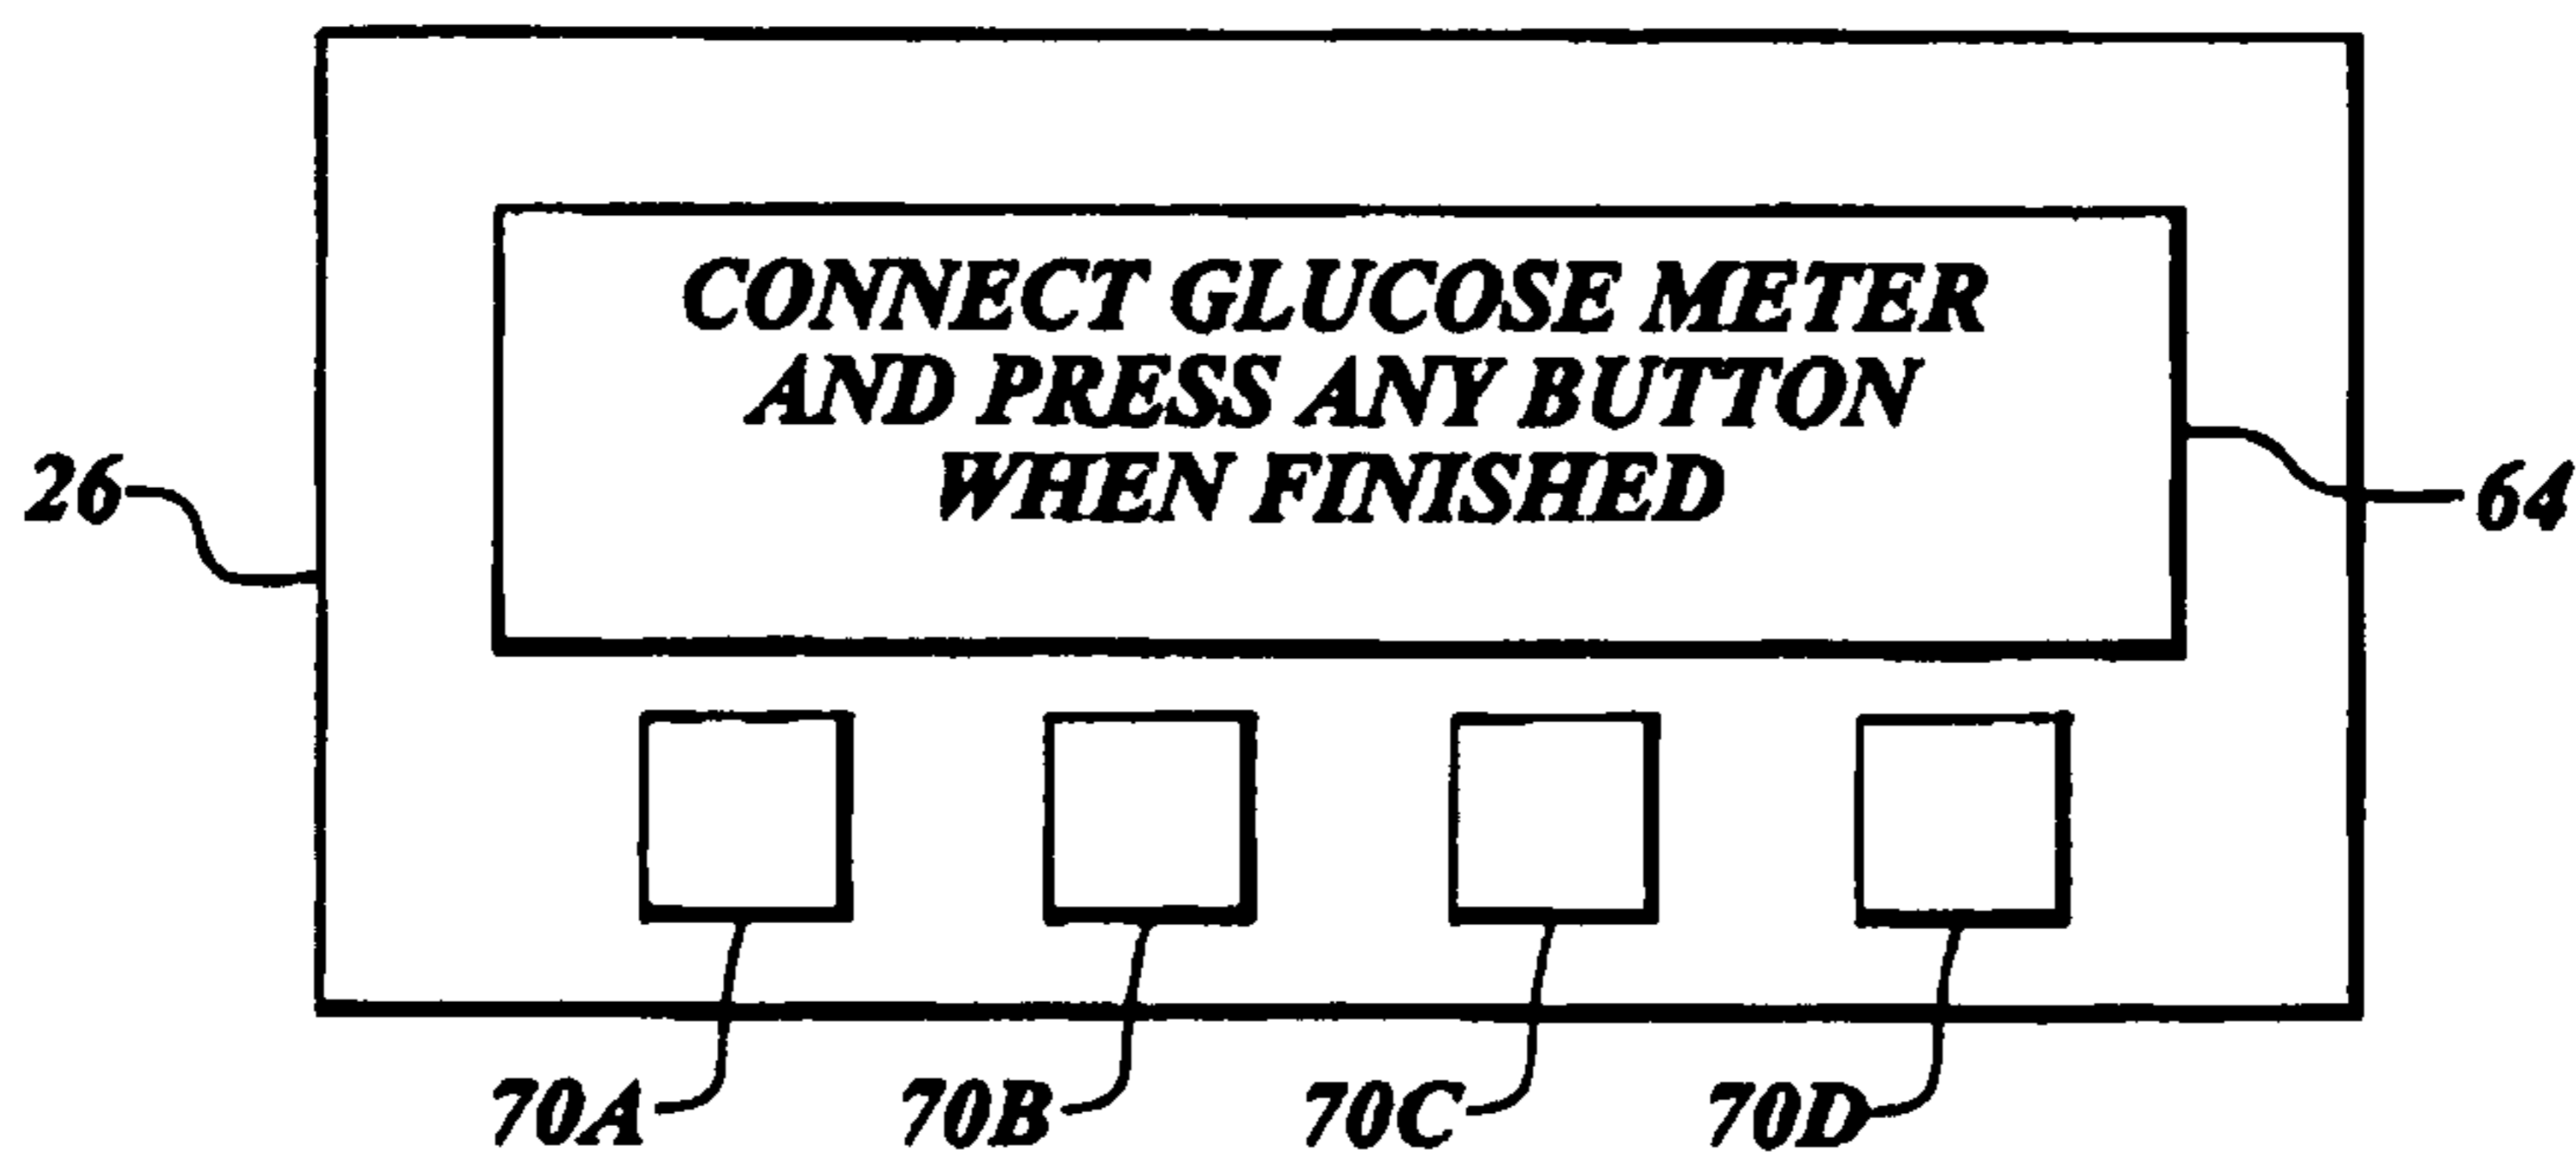 CONNECT GLUCOSE METER
AND PRESS ANY BUTTON
WHEN FINISHED
26
64
70A
70B
70C
70D